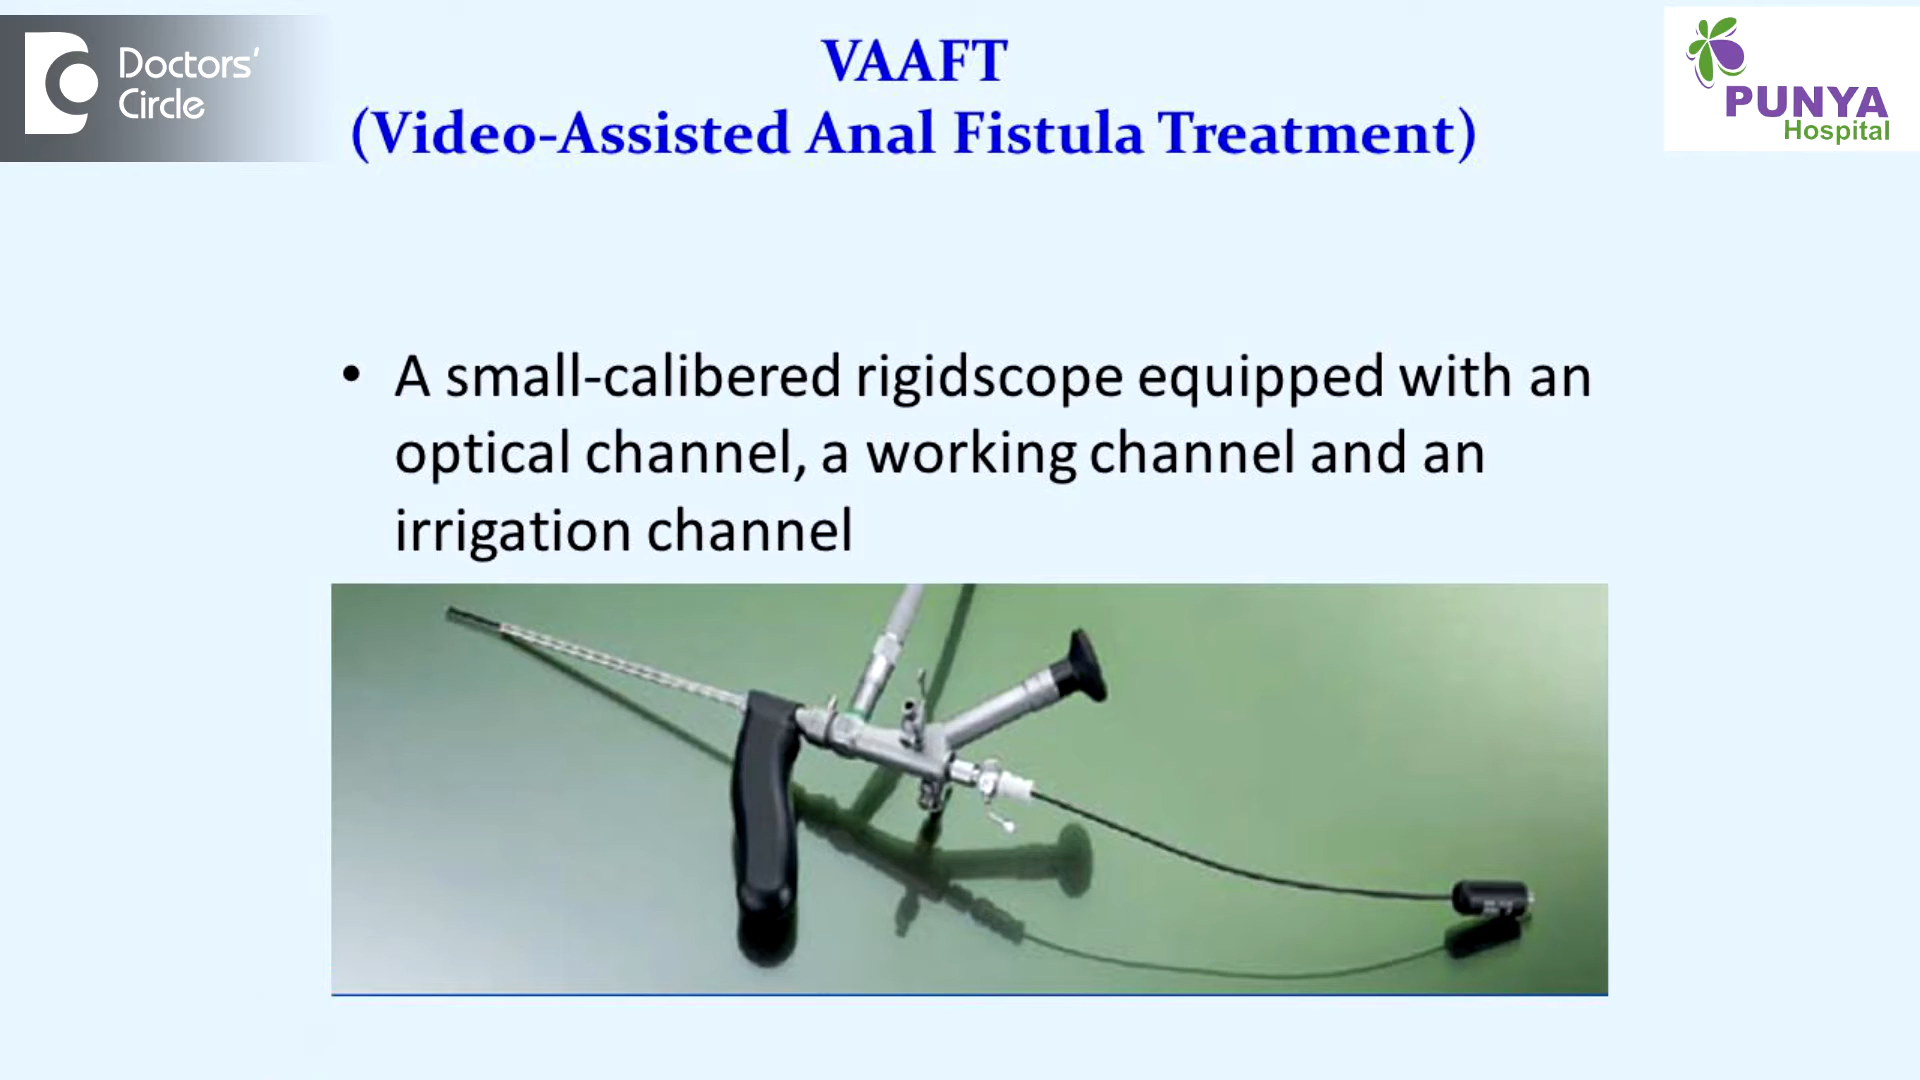 Doctors'
Circle
VAAFT
(Video-Assisted Anal Fistula Treatment)
PUNYA
Hospital
• A small-calibered rigidscope equipped with an
optical channel, a working channel and an
irrigation channel